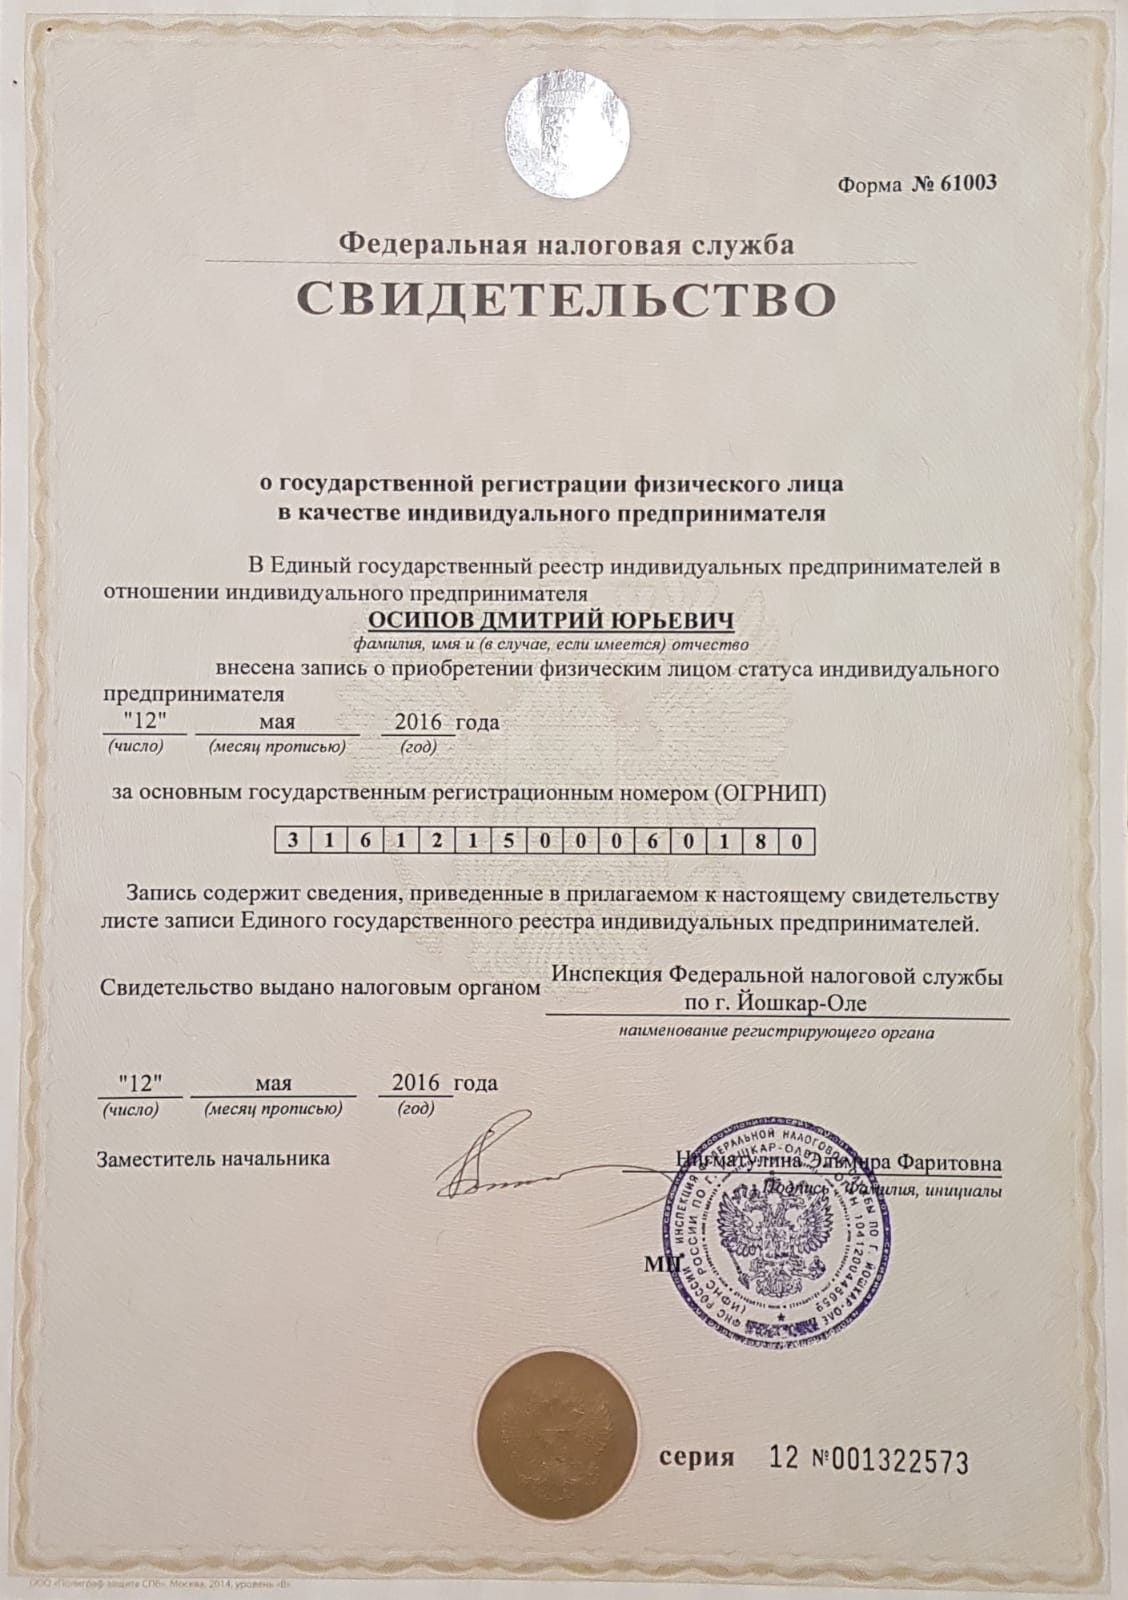 Форма № 61003
Федеральная налоговая служба
СВИДЕТЕЛЬСТВО
о государственной регистрации физического лица
в качестве индивидуального предпринимателя
В Единый государственный реестр индивидуальных предпринимателей в
отношении индивидуального предпринимателя
ОСИПОВ ДМИТРИЙ ЮРЬЕВИЧ
фамилия, имя и (в случае, если имеется) отчество
внесена запись о приобретении физическим лицом статуса индивидуального
предпринимателя
"12" мая 2016 года
(число) (месяц прописью) (год)
за основным государственным регистрационным номером (ОГРНИП)
3 1 6 1 2 1 5 0 0 0 6 0 1 8 0
Запись содержит сведения, приведенные в прилагаемом к настоящему свидетельству
листе записи Единого государственного реестра индивидуальных предпринимателей.
Свидетельство выдано налоговым органом Инспекция Федеральной налоговой службы
по г. Йошкар-Оле
наименование регистрирующего органа
"12" мая 2016 года
(число) (месяц прописью) (год)
Заместитель начальника Нигматулина Эльмира Фаритовна
Подпись, Фамилия, инициалы
МП.
ИНСПЕКЦИЯ ФЕДЕРАЛЬНОЙ НАЛОГОВОЙ СЛУЖБЫ ПО Г. ЙОШКАР-ОЛЕ
(ИФНС РОССИИ ПО Г. ЙОШКАР-ОЛЕ) ОГРН 1041200445659
серия 12 №001322573
ООО «Полиграф-защита СПб», Москва, 2014, уровень «В»